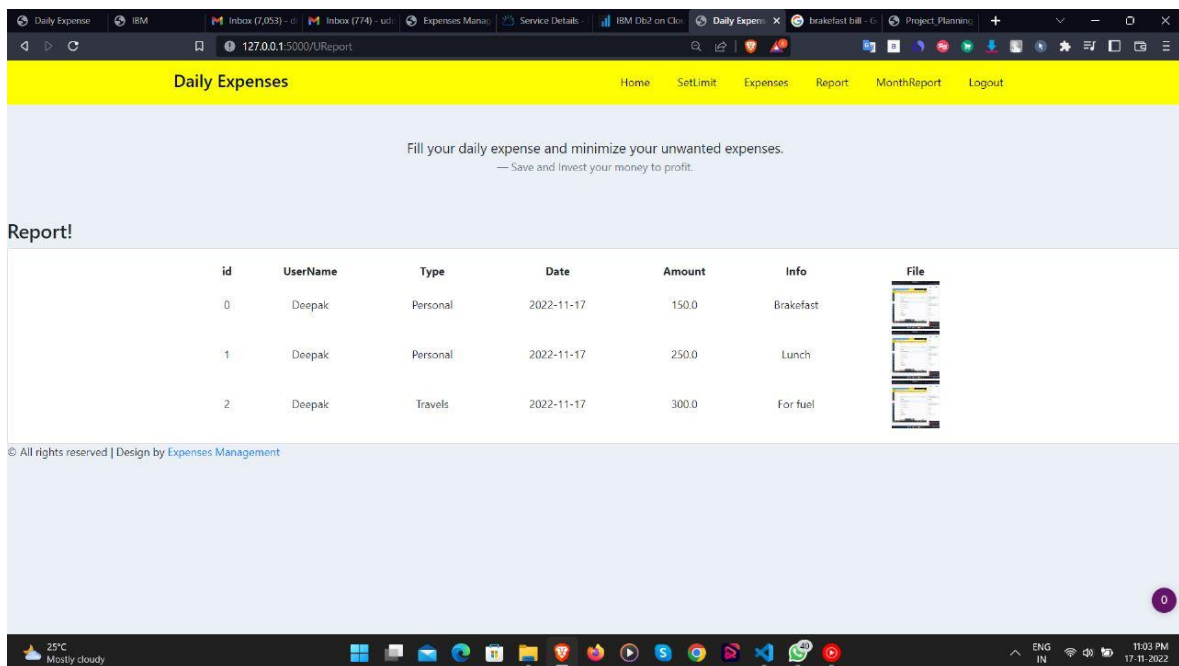 Daily Expense IBM Inbox (7,053) - d Inbox (774) - udi Expenses Manag Service Details - IBM Db2 on Clou Daily Expens brakefast bill - G Project_Planning
127.0.0.1:5000/UReport
Daily Expenses Home SetLimit Expenses Report MonthReport Logout
Fill your daily expense and minimize your unwanted expenses.
— Save and Invest your money to profit.
Report!
id UserName Type Date Amount Info File
0 Deepak Personal 2022-11-17 150.0 Brakefast
1 Deepak Personal 2022-11-17 250.0 Lunch
2 Deepak Travels 2022-11-17 300.0 For fuel
© All rights reserved | Design by Expenses Management
0
25°C
Mostly cloudy
40
ENG
IN
11:03 PM
17-11-2022